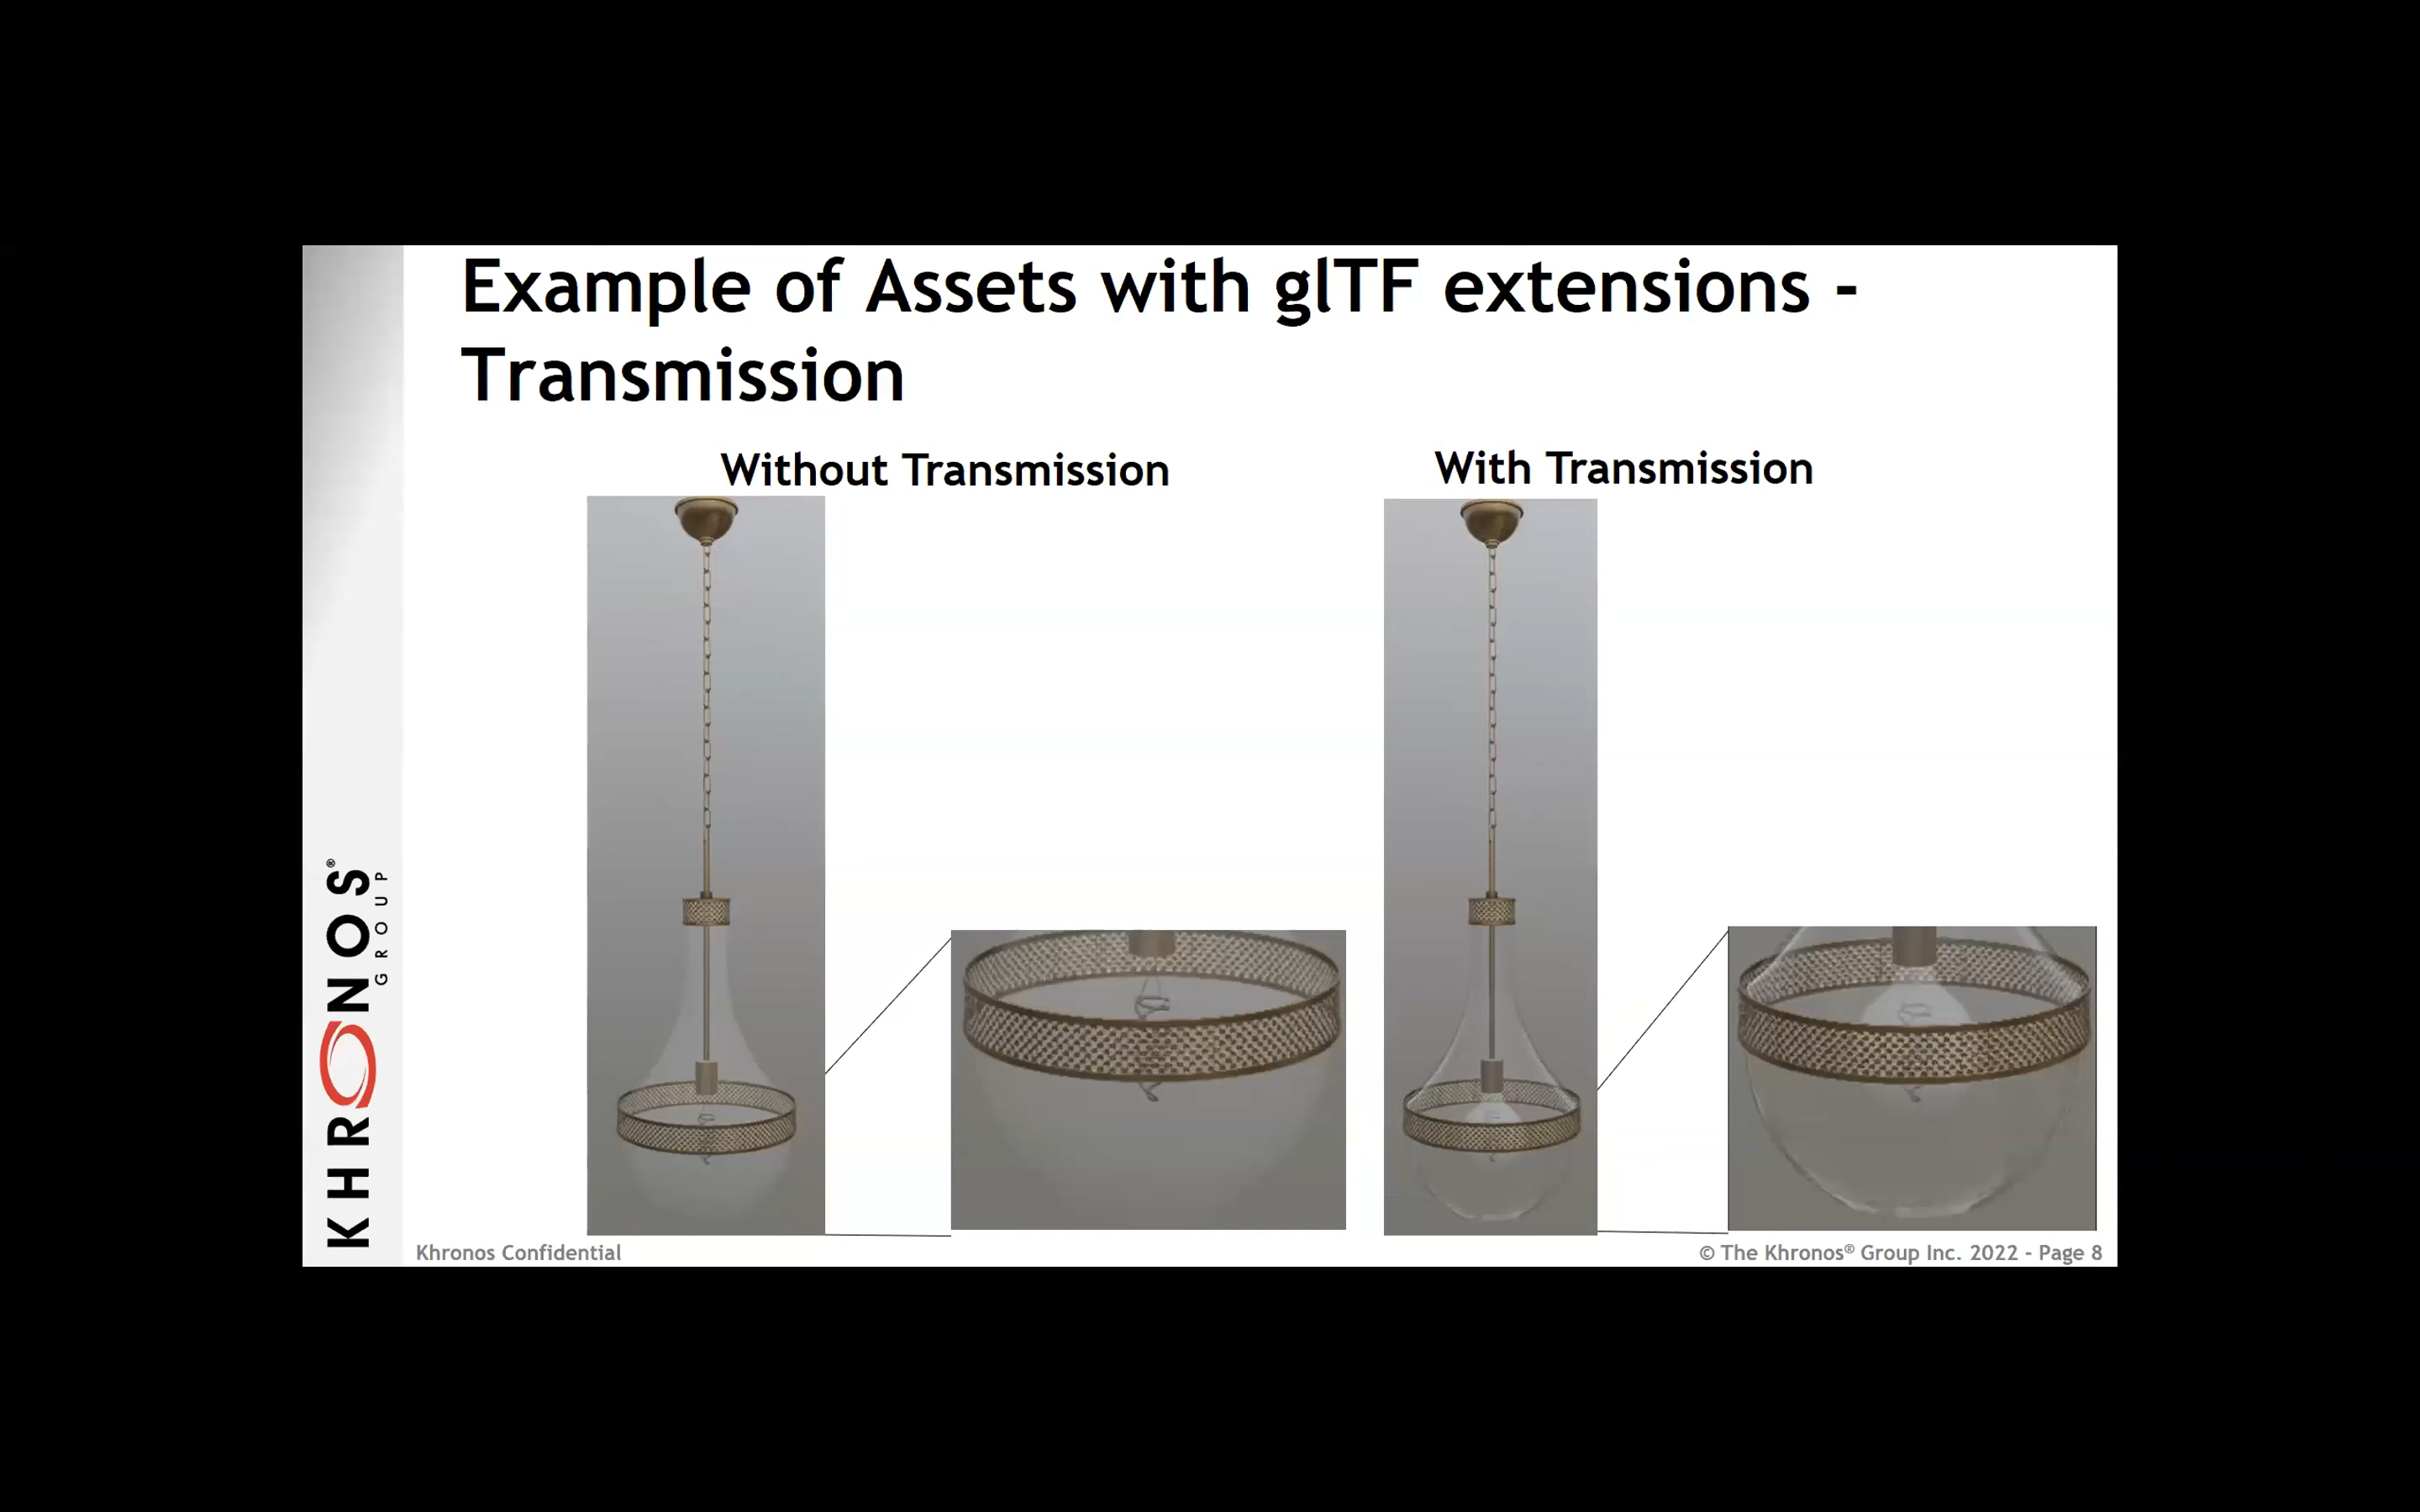 Example of Assets with glTF extensions -
Transmission
Without Transmission
With Transmission
KHRONOS®
GROUP
Khronos Confidential
© The Khronos® Group Inc. 2022 - Page 8